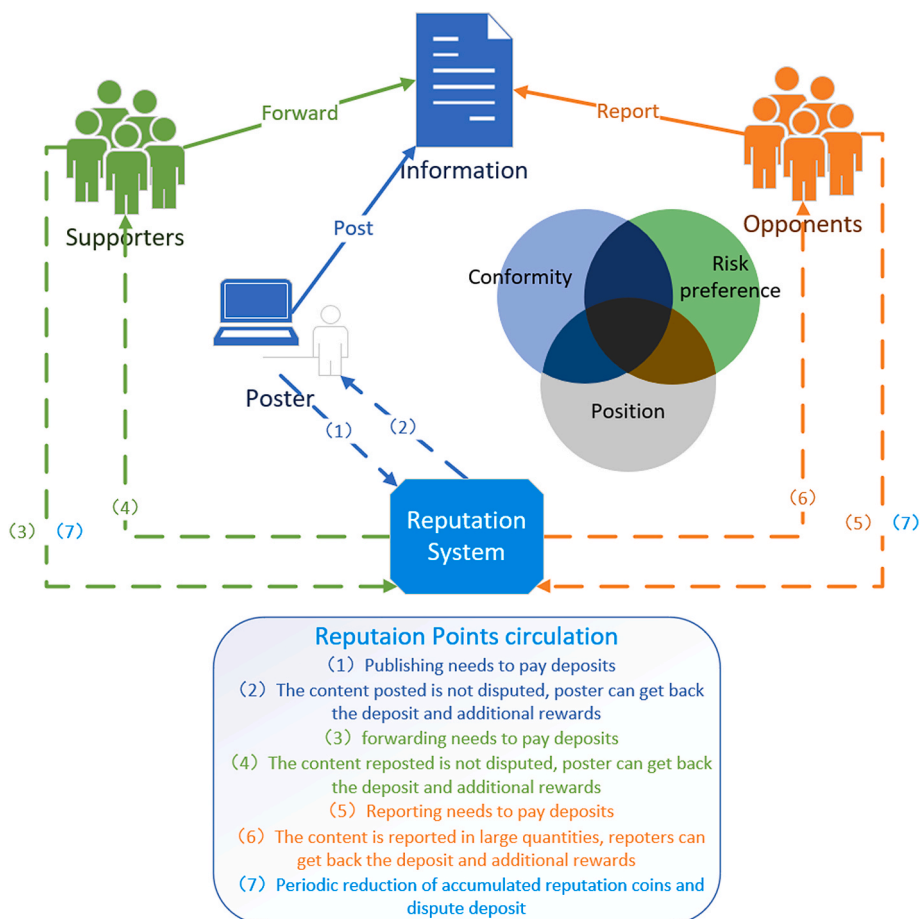 Forward
Report
Information
Supporters
Opponents
Post
Conformity
Risk
preference
Position
Poster
（1）
（2）
（3）
（7）
（4）
Reputation
System
（6）
（5）
（7）
Reputaion Points circulation
（1） Publishing needs to pay deposits
（2） The content posted is not disputed, poster can get back
the deposit and additional rewards
（3） forwarding needs to pay deposits
（4） The content reposted is not disputed, poster can get back
the deposit and additional rewards
（5） Reporting needs to pay deposits
（6） The content is reported in large quantities, repoters can
get back the deposit and additional rewards
（7） Periodic reduction of accumulated reputation coins and
dispute deposit